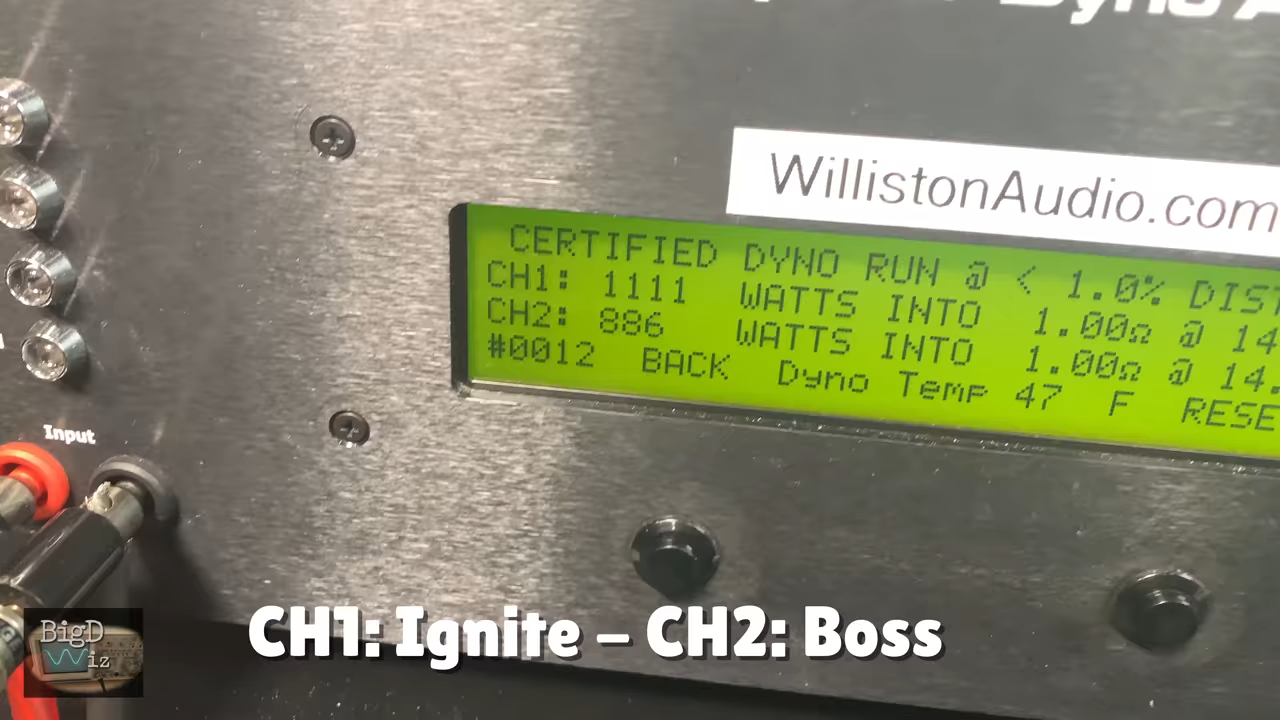 WillistonAudio.com
CERTIFIED DYNO RUN @ < 1.0% DIST
CH1: 1111 WATTS INTO 1.00Ω @ 14
CH2: 886 WATTS INTO 1.00Ω @ 14.
#0012 BACK Dyno Temp 47 F RESE
Input
CH1: Ignite – CH2: Boss
BigD
Wiz